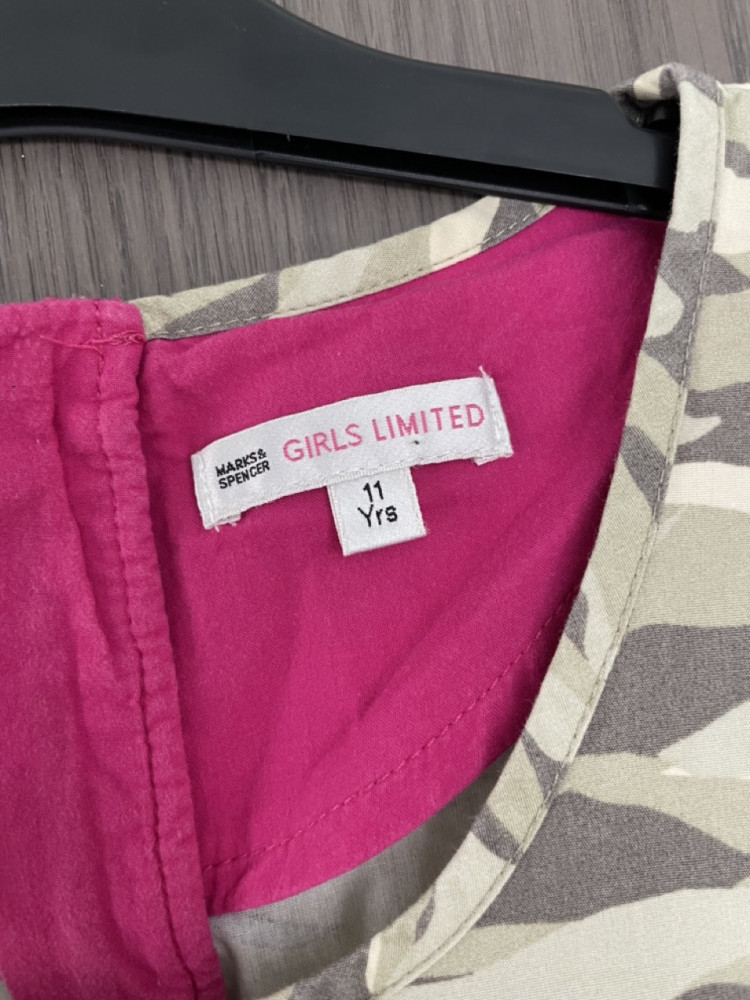 MARKS&
SPENCER
GIRLS LIMITED
11
Yrs